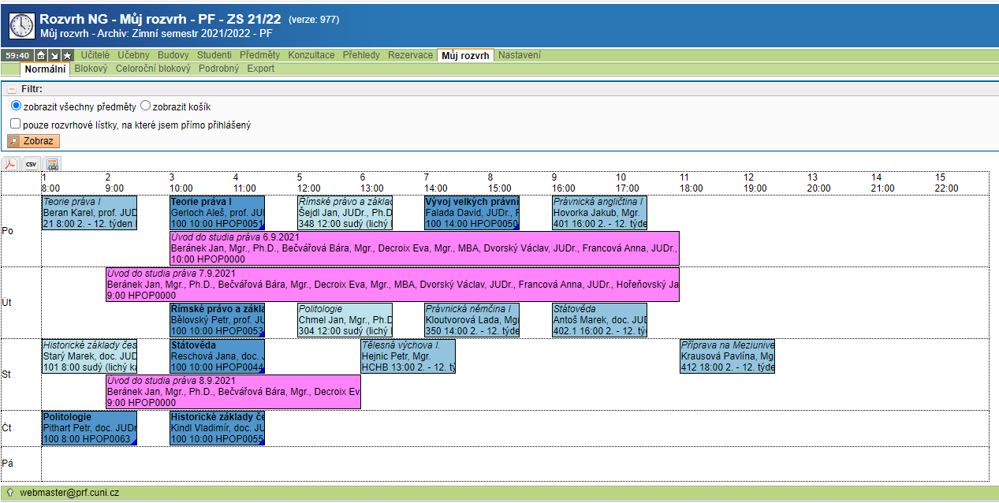 Rozvrh NG - Můj rozvrh - PF - ZS 21/22 (verze: 977)
Můj rozvrh - Archiv: Zimní semestr 2021/2022 - PF
59:40 Učitelé Učebny Budovy Studenti Předměty Konzultace Přehledy Rezervace Můj rozvrh Nastavení
Normální Blokový Celoroční blokový Podrobný Export
Filtr:
zobrazit všechny předměty zobrazit košík
pouze rozvrhové lístky, na které jsem přímo přihlášený
Zobraz
CSV
1 2 3 4 5 6 7 8 9 10 11 12 13 14 15
8:00 9:00 10:00 11:00 12:00 13:00 14:00 15:00 16:00 17:00 18:00 19:00 20:00 21:00 22:00
Po
Teorie práva I
Beran Karel, prof. JUD
21 8:00 2. - 12. týden
Teorie práva I
Gerloch Aleš, prof. JUD
100 10:00 HPOP0051
Římské právo a základ
Šejdl Jan, JUDr., Ph.D
348 12:00 sudý (lichý
Vývoj velkých právní
Falada David, JUDr., P
100 14:00 HPOP0050
Právnická angličtina I
Hovorka Jakub, Mgr.
401 16:00 2. - 12. týde
Úvod do studia práva 6.9.2021
Beránek Jan, Mgr., Ph.D., Bečvářová Bára, Mgr., Decroix Eva, Mgr., MBA, Dvorský Václav, JUDr., Francová Anna, JUDr.,
10:00 HPOP0000
Út
Úvod do studia práva 7.9.2021
Beránek Jan, Mgr., Ph.D., Bečvářová Bára, Mgr., Decroix Eva, Mgr., MBA, Dvorský Václav, JUDr., Francová Anna, JUDr., Hořeňovský Ja
9:00 HPOP0000
Římské právo a zákla
Bělovský Petr, prof. JU
100 10:00 HPOP0053
Politologie
Chmel Jan, Mgr., Ph.D
304 12:00 sudý (lichý
Právnická němčina I
Kloutvorová Lada, Mgr
350 14:00 2. - 12. týde
Státověda
Antoš Marek, doc. JUD
402.1 16:00 2. - 12. tý
St
Historické základy čes
Starý Marek, doc. JUD
101 8:00 sudý (lichý ka
Státověda
Reschová Jana, doc. J
100 10:00 HPOP0044
Tělesná výchova I.
Hejnic Petr, Mgr.
HCHB 13:00 2. - 12. tý
Příprava na Meziunive
Krausová Pavlína, Mg
412 18:00 2. - 12. týde
Úvod do studia práva 8.9.2021
Beránek Jan, Mgr., Ph.D., Bečvářová Bára, Mgr., Decroix Ev
9:00 HPOP0000
Čt
Politologie
Pithart Petr, doc. JUDr
100 8:00 HPOP0063
Historické základy če
Kindl Vladimír, doc. JU
100 10:00 HPOP0055
Pá
webmaster@prf.cuni.cz